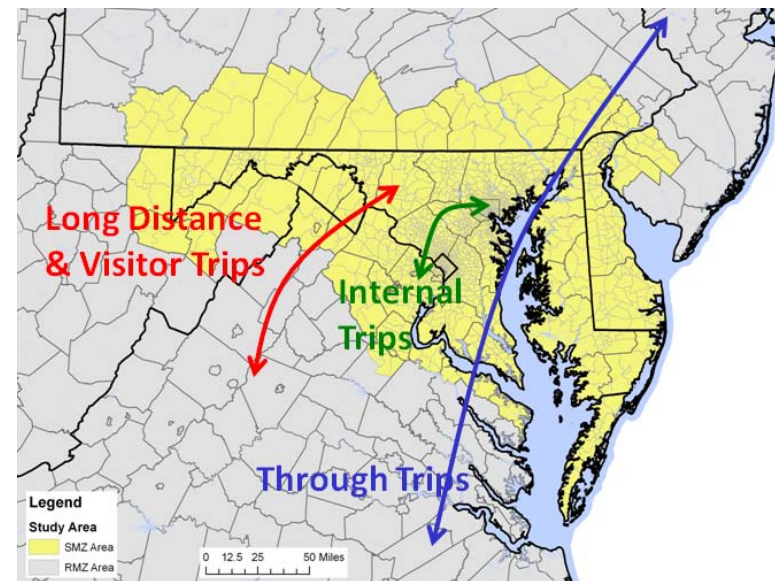 Long Distance
& Visitor Trips
Internal
Trips
Through Trips
Legend
Study Area
SMZ Area
RMZ Area
0 12.5 25 50 Miles